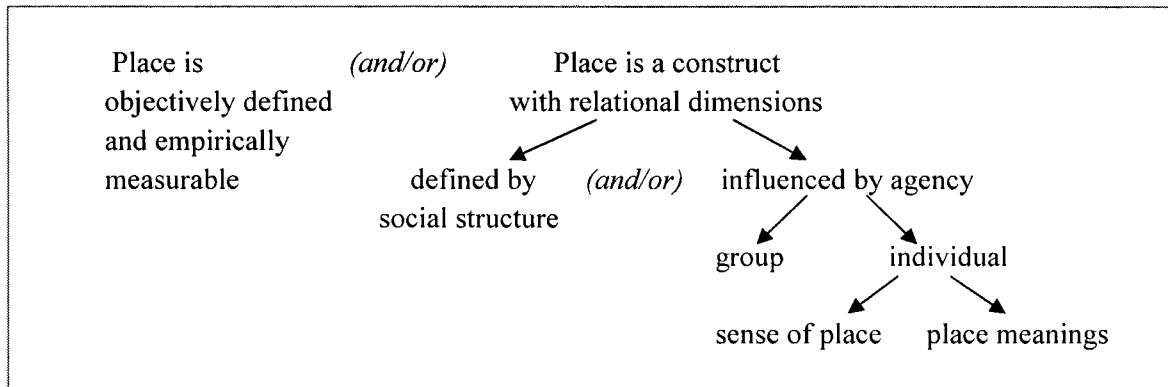 Place is (and/or) Place is a construct
objectively defined with relational dimensions
and empirically
measurable defined by (and/or) influenced by agency
social structure
group individual
sense of place place meanings